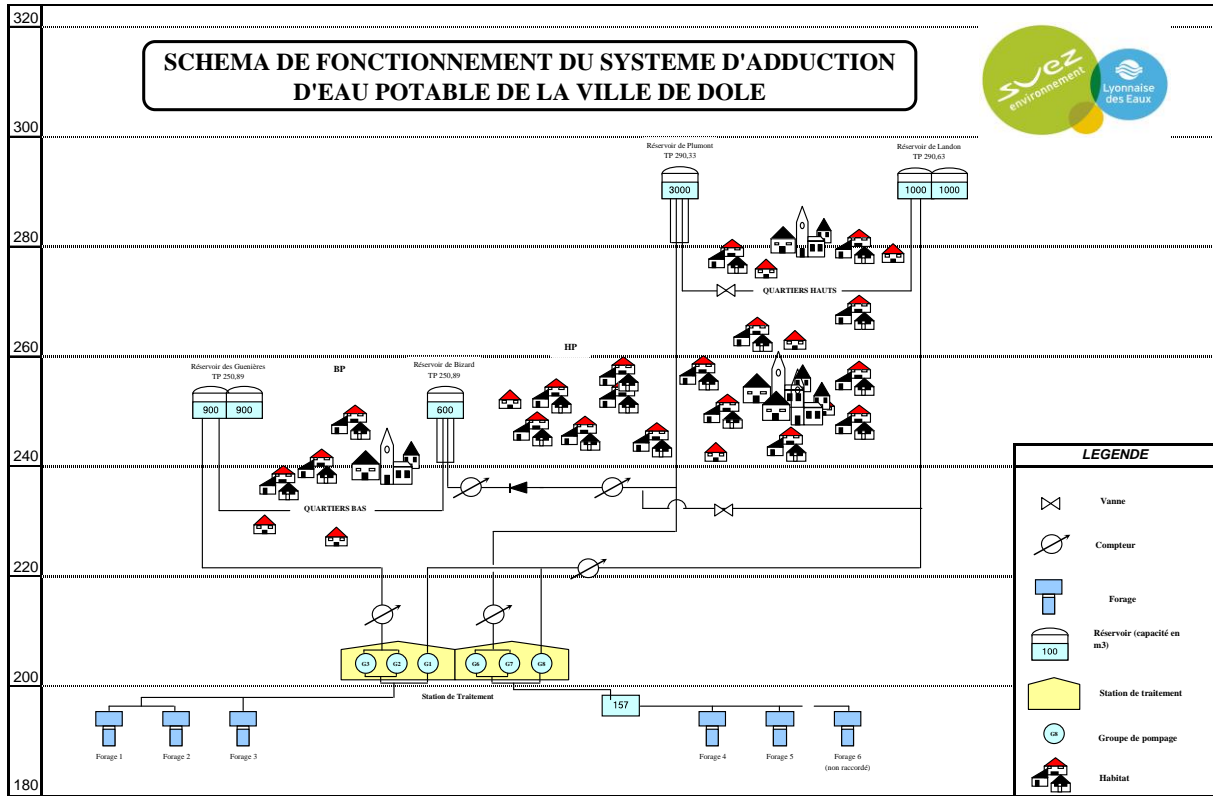 320
SCHEMA DE FONCTIONNEMENT DU SYSTEME D'ADDUCTION
D'EAU POTABLE DE LA VILLE DE DOLE
suez
environnement
Lyonnaise
des Eaux
300
Réservoir de Plumont
TP 290,33
3000
Réservoir de Landon
TP 290,63
1000
1000
280
QUARTIERS HAUTS
260
HP
BP
Réservoir des Guenières
TP 250,89
900
900
Réservoir de Bizard
TP 250,89
600
240
QUARTIERS BAS
220
G3
G2
G1
G6
G7
G8
200
Station de Traitement
157
Forage 1
Forage 2
Forage 3
Forage 4
Forage 5
Forage 6
(non raccordé)
180
LEGENDE
Vanne
Compteur
Forage
Réservoir (capacité en
m3)
100
Station de traitement
G8
Groupe de pompage
Habitat